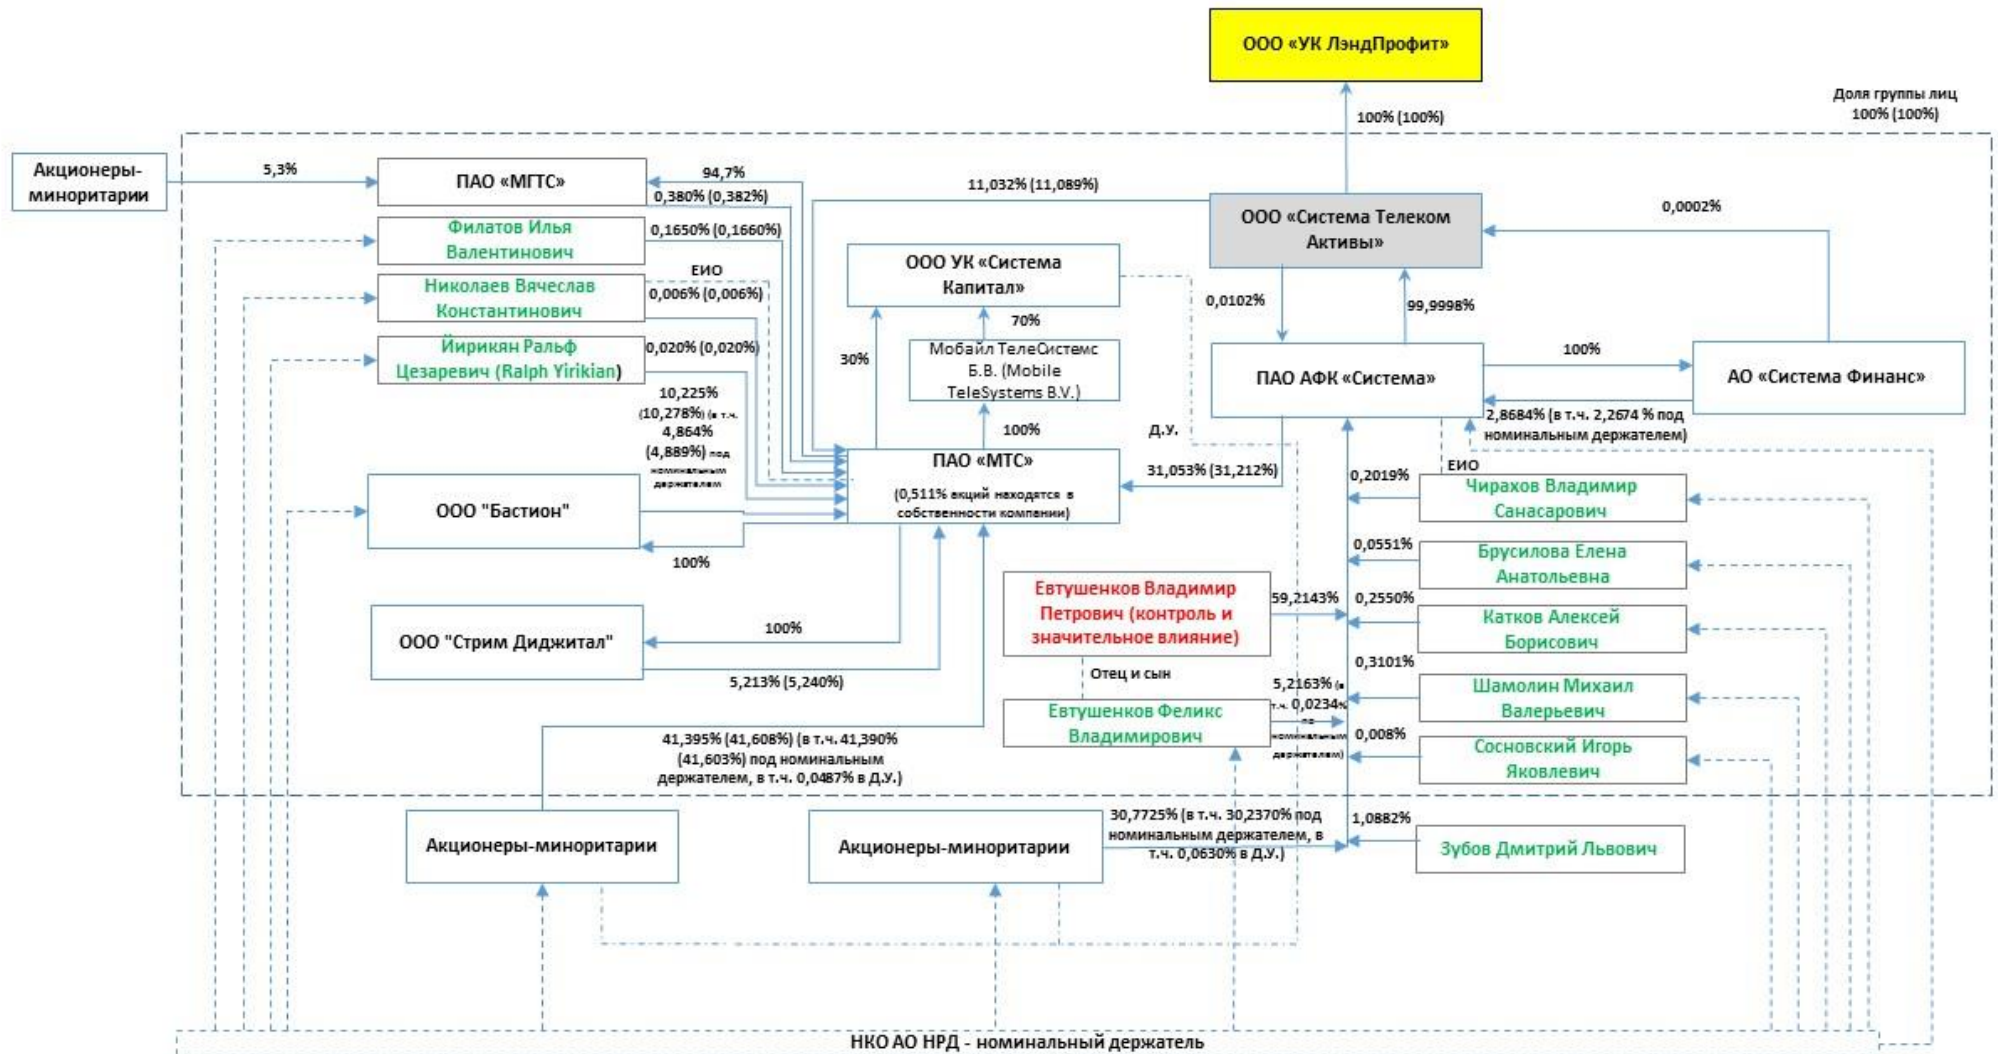 ООО «УК ЛэндПрофит»
Доля группы лиц
100% (100%)
100% (100%)
Акционеры-
миноритарии
5,3%
ПАО «МГТС»
94,7%
0,380% (0,382%)
11,032% (11,089%)
ООО «Система Телеком
Активы»
0,0002%
Филатов Илья
Валентинович
0,1650% (0,1660%)
ООО УК «Система
Капитал»
ЕИО
Николаев Вячеслав
Константинович
0,006% (0,006%)
0,0102%
99,9998%
70%
30%
Йирикян Ральф
Цезаревич (Ralph Yirikian)
0,020% (0,020%)
Мобайл ТелеСистемс
Б.В. (Mobile
TeleSystems B.V.)
ПАО АФК «Система»
100%
АО «Система Финанс»
10,225%
(10,278%) (в т.ч.
4,864%
(4,889%) под
номинальным
держателем
100%
Д.У.
2,8684% (в т.ч. 2,2674 % под
номинальным держателем)
ПАО «МТС»
(0,511% акций находятся в
собственности компании)
31,053% (31,212%)
0,2019%
ЕИО
Чирахов Владимир
Санасарович
ООО "Бастион"
100%
0,0551%
Брусилова Елена
Анатольевна
Евтушенков Владимир
Петрович (контроль и
значительное влияние)
59,2143%
0,2550%
Катков Алексей
Борисович
ООО "Стрим Диджитал"
100%
5,213% (5,240%)
Отец и сын
0,3101%
Шамолин Михаил
Валерьевич
Евтушенков Феликс
Владимирович
5,2163% (в
т.ч. 0,0234%
по
номинальным
держателем)
0,008%
Сосновский Игорь
Яковлевич
41,395% (41,608%) (в т.ч. 41,390%
(41,603%) под номинальным
держателем, в т.ч. 0,0487% в Д.У.)
Акционеры-миноритарии
Акционеры-миноритарии
30,7725% (в т.ч. 30,2370% под
номинальным держателем, в
т.ч. 0,0630% в Д.У.)
1,0882%
Зубов Дмитрий Львович
НКО АО НРД - номинальный держатель